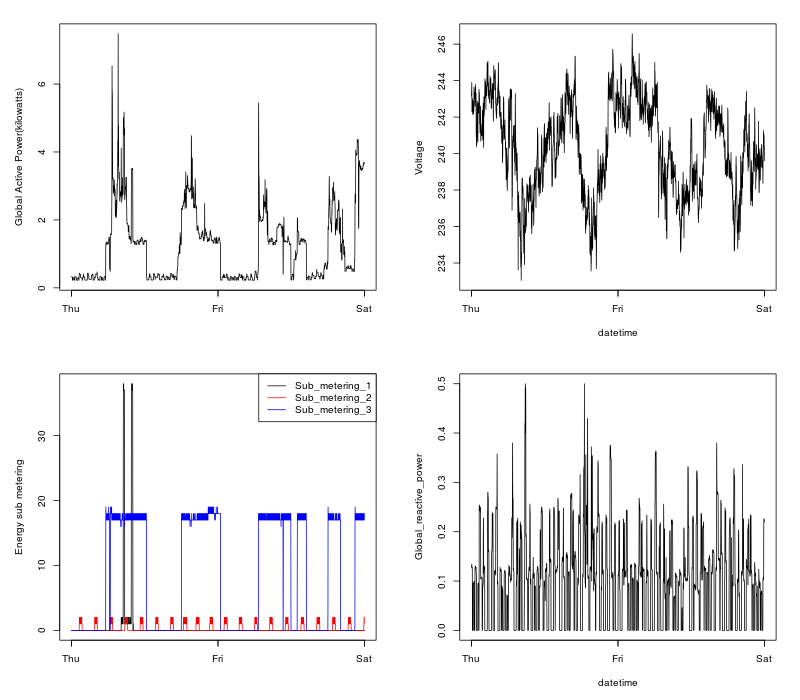 Global Active Power(kilowatts)
0 2 4 6
Thu Fri Sat
Voltage
234 236 238 240 242 244 246
Thu Fri Sat
datetime
Energy sub metering
0 10 20 30
Sub_metering_1
Sub_metering_2
Sub_metering_3
Thu Fri Sat
Global_reactive_power
0.0 0.1 0.2 0.3 0.4 0.5
Thu Fri Sat
datetime